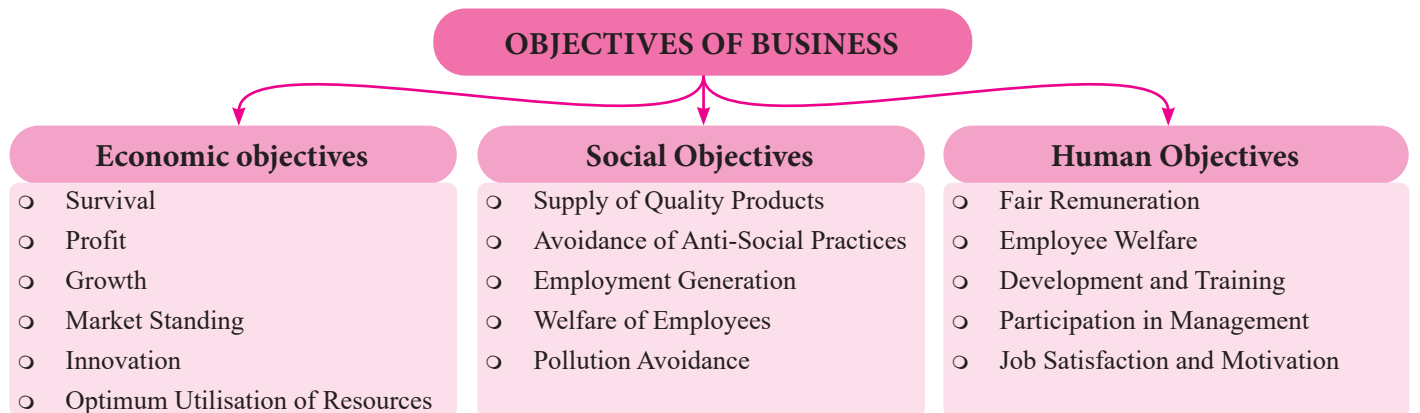 OBJECTIVES OF BUSINESS
Economic objectives
Survival
Profit
Growth
Market Standing
Innovation
Optimum Utilisation of Resources
Social Objectives
Supply of Quality Products
Avoidance of Anti-Social Practices
Employment Generation
Welfare of Employees
Pollution Avoidance
Human Objectives
Fair Remuneration
Employee Welfare
Development and Training
Participation in Management
Job Satisfaction and Motivation